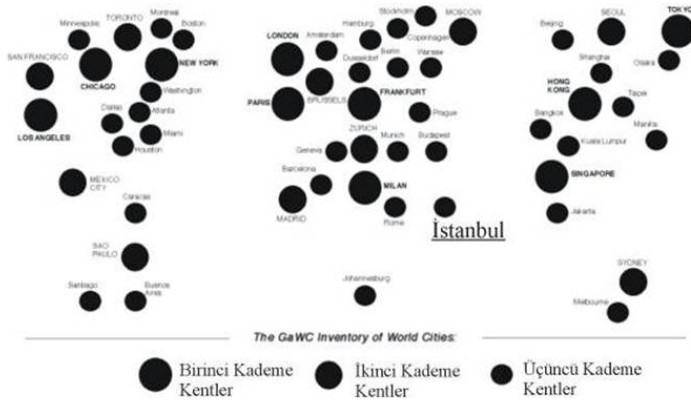 Minneapolis
TORONTO
Montreal
Boston
SAN FRANCISCO
CHICAGO
NEW YORK
Washington
LOS ANGELES
Dallas
Atlanta
Miami
Houston
MEXICO
CITY
Caracas
SAO
PAULO
Santiago
Buenos
Aires
LONDON
Amsterdam
Hamburg
Stockholm
Copenhagen
MOSCOW
Dusseldorf
Berlin
Warsaw
PARIS
BRUSSELS
FRANKFURT
Prague
ZURICH
Geneva
Munich
Budapest
Barcelona
MADRID
MILAN
Rome
İstanbul
Johannesburg
Beijing
SEOUL
TOKYO
Osaka
Shanghai
HONG
KONG
Taipei
Bangkok
Manila
Kuala Lumpur
SINGAPORE
Jakarta
SYDNEY
Melbourne
The GaWC Inventory of World Cities:
Birinci Kademe
Kentler
İkinci Kademe
Kentler
Üçüncü Kademe
Kentler